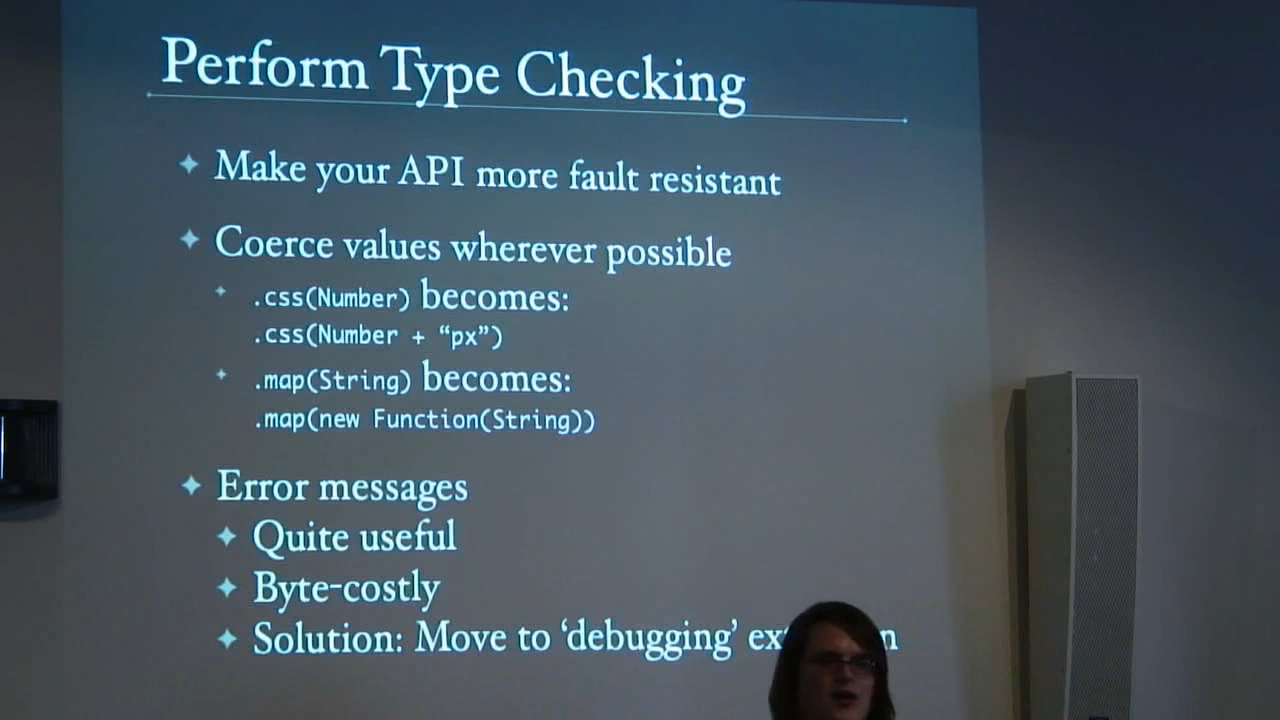 Perform Type Checking
Make your API more fault resistant
Coerce values wherever possible
.css(Number) becomes:
.css(Number + “px”)
.map(String) becomes:
.map(new Function(String))
Error messages
Quite useful
Byte-costly
Solution: Move to ‘debugging’